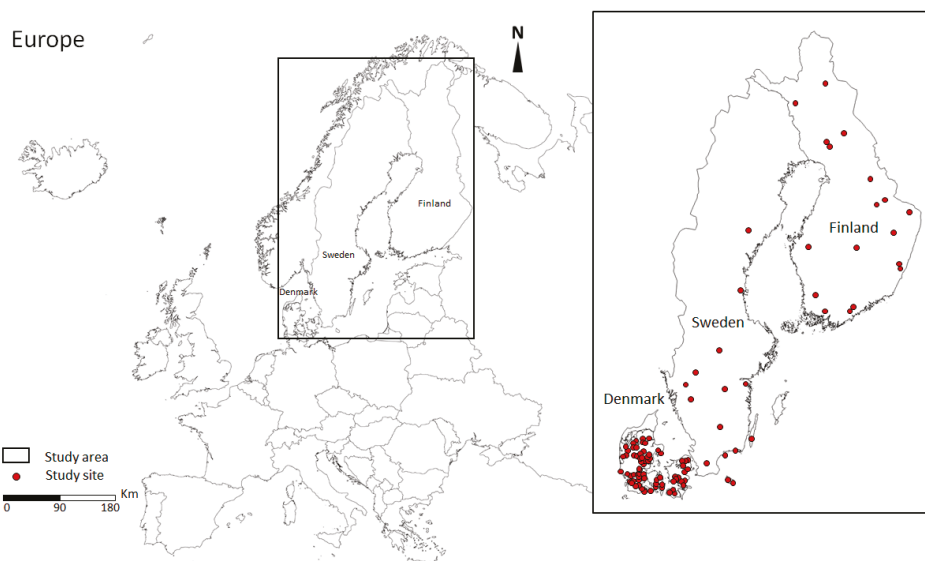 Europe
N
Finland
Sweden
Denmark
Study area
Study site
Km
0 90 180
Finland
Sweden
Denmark